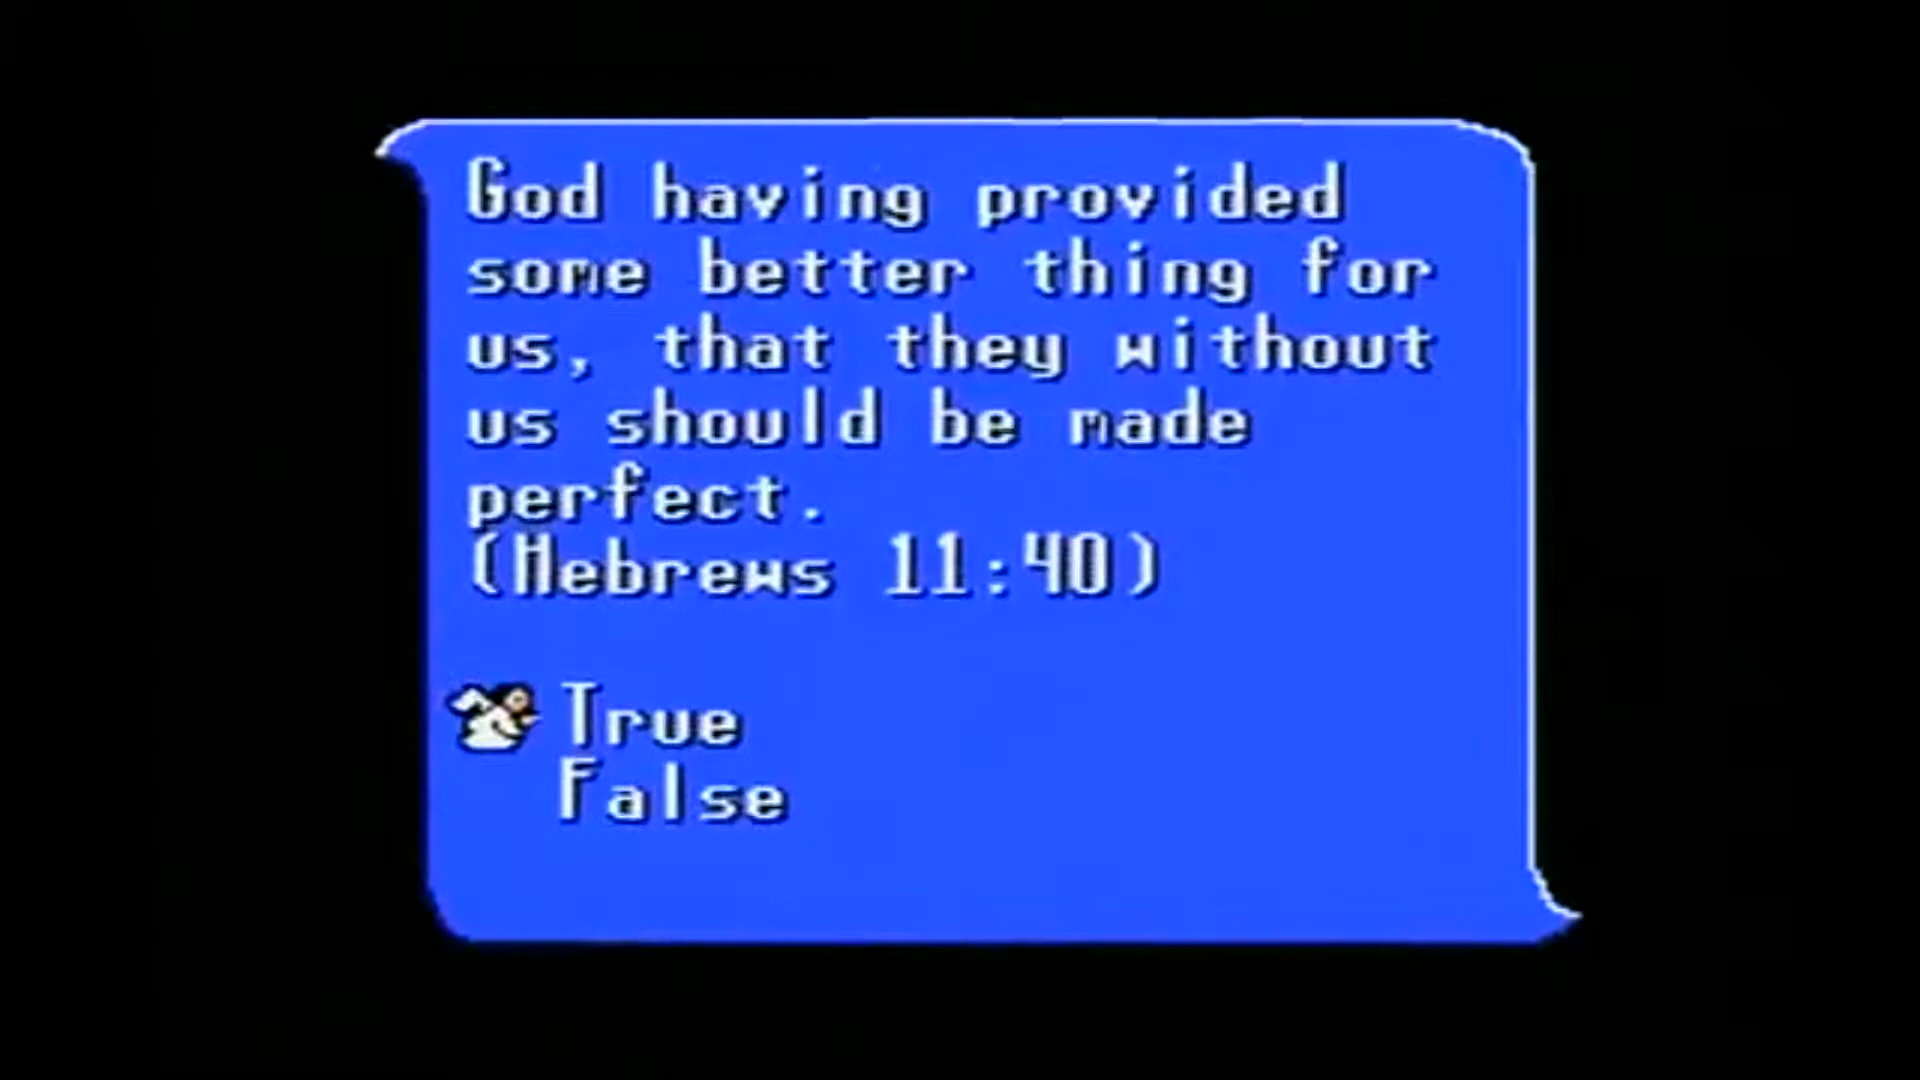 God having provided
some better thing for
us, that they without
us should be made
perfect.
(Hebrews 11:40)
True
False